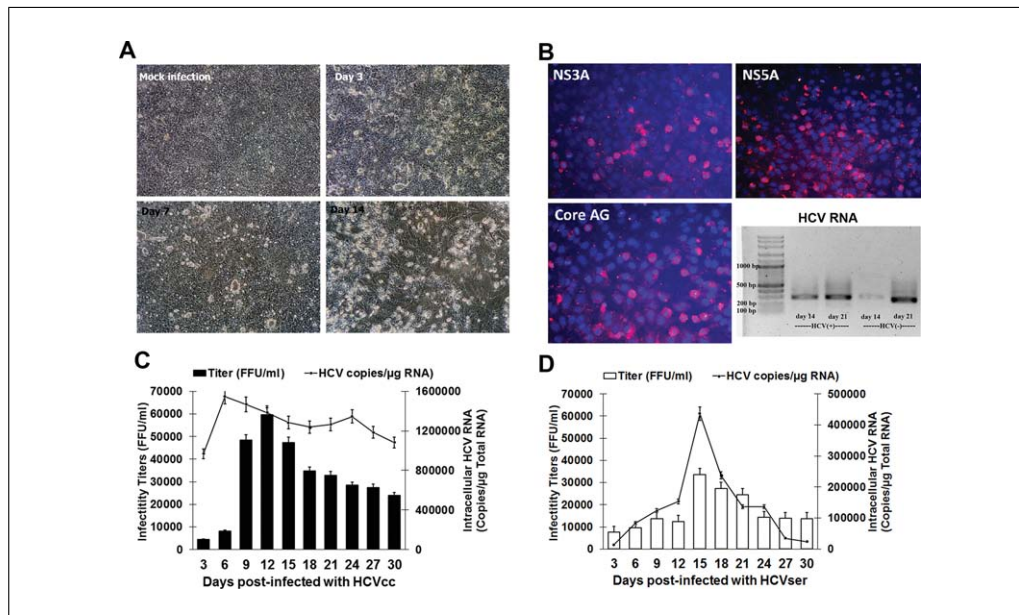 A
Mock infection
Day 3
Day 7
Day 14
B
NS3A
NS5A
Core AG
HCV RNA
1000 bp
500 bp
200 bp
100 bp
day 14 day 21 day 14 day 21
------HCV(+)----- ------HCV(-)-----
C
Titer (FFU/ml) HCV copies/µg RNA)
Infectitity Titers (FFU/ml)
70000
60000
50000
40000
30000
20000
10000
0
1600000
1200000
800000
400000
0
Intracellular HCV RNA
(Copies/µg Total RNA)
3 6 9 12 15 18 21 24 27 30
Days post-infected with HCVcc
D
Titer (FFU/ml) HCV copies/µg RNA)
Infectitity Titers (FFU/ml)
70000
60000
50000
40000
30000
20000
10000
0
500000
400000
300000
200000
100000
0
Intracellular HCV RNA
(Copies/µg Total RNA)
3 6 9 12 15 18 21 24 27 30
Days post-infected with HCVser